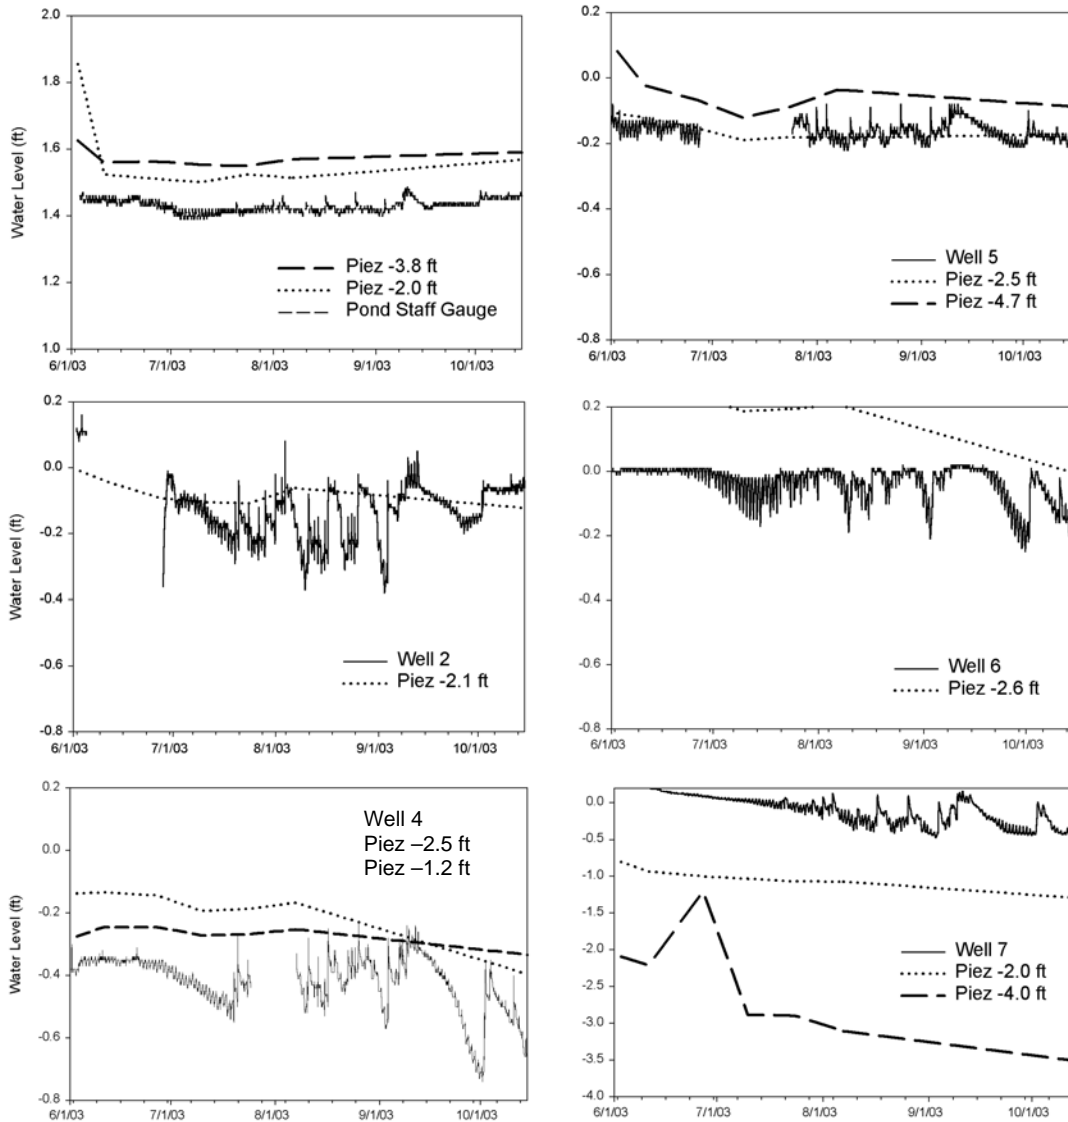 2.0
1.8
1.6
1.4
1.2
1.0
Water Level (ft)
Piez -3.8 ft
Piez -2.0 ft
Pond Staff Gauge
6/1/03 7/1/03 8/1/03 9/1/03 10/1/03
0.2
0.0
-0.2
-0.4
-0.6
-0.8
Well 5
Piez -2.5 ft
Piez -4.7 ft
6/1/03 7/1/03 8/1/03 9/1/03 10/1/03
0.2
0.0
-0.2
-0.4
-0.6
-0.8
Water Level (ft)
Well 2
Piez -2.1 ft
6/1/03 7/1/03 8/1/03 9/1/03 10/1/03
0.2
0.0
-0.2
-0.4
-0.6
-0.8
Well 6
Piez -2.6 ft
6/1/03 7/1/03 8/1/03 9/1/03 10/1/03
0.2
0.0
-0.2
-0.4
-0.6
-0.8
Water Level (ft)
Well 4
Piez –2.5 ft
Piez –1.2 ft
6/1/03 7/1/03 8/1/03 9/1/03 10/1/03
0.0
-0.5
-1.0
-1.5
-2.0
-2.5
-3.0
-3.5
-4.0
Well 7
Piez -2.0 ft
Piez -4.0 ft
6/1/03 7/1/03 8/1/03 9/1/03 10/1/03